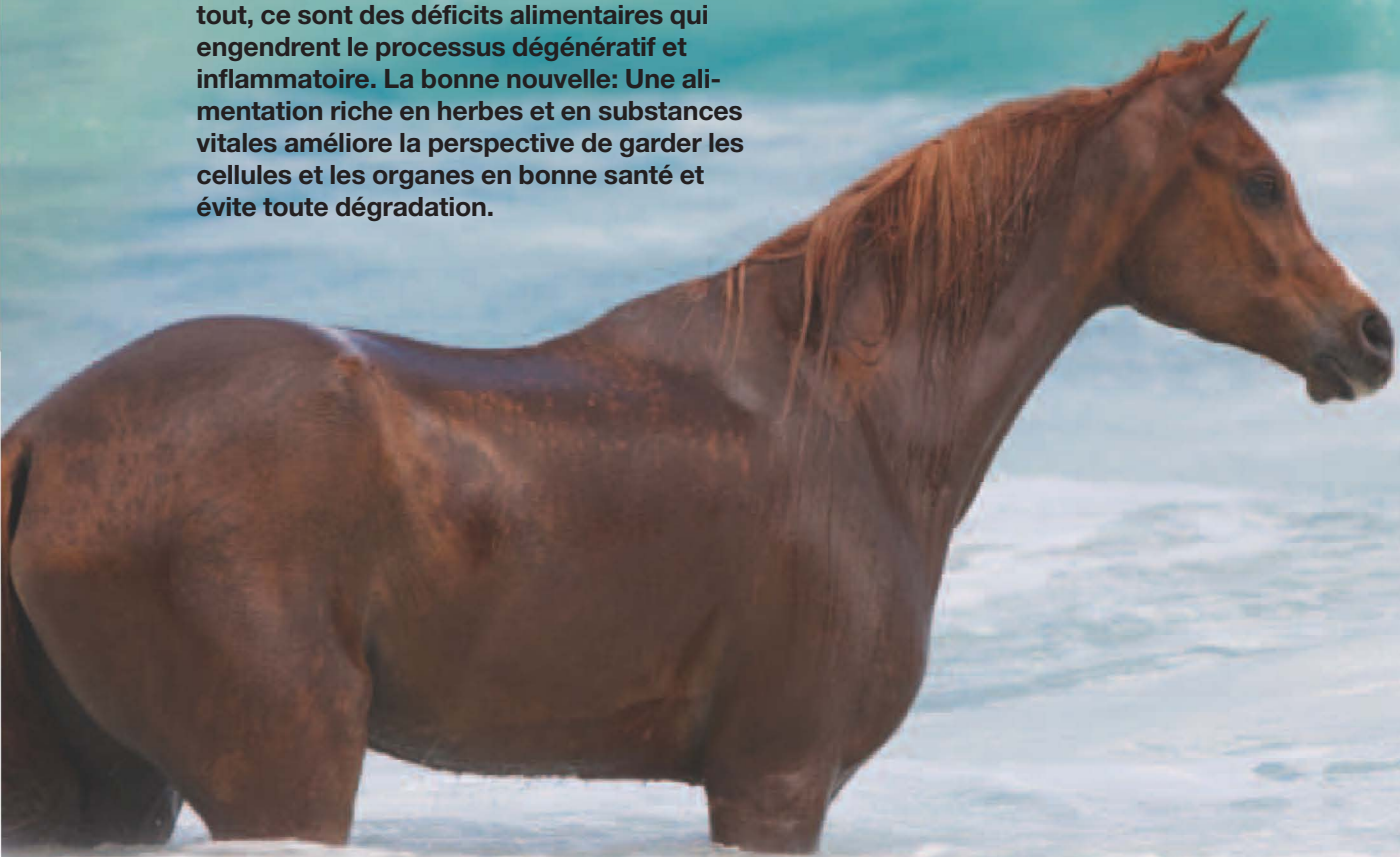 tout, ce sont des déficits alimentaires qui
engendrent le processus dégénératif et
inflammatoire. La bonne nouvelle: Une ali-
mentation riche en herbes et en substances
vitales améliore la perspective de garder les
cellules et les organes en bonne santé et
évite toute dégradation.